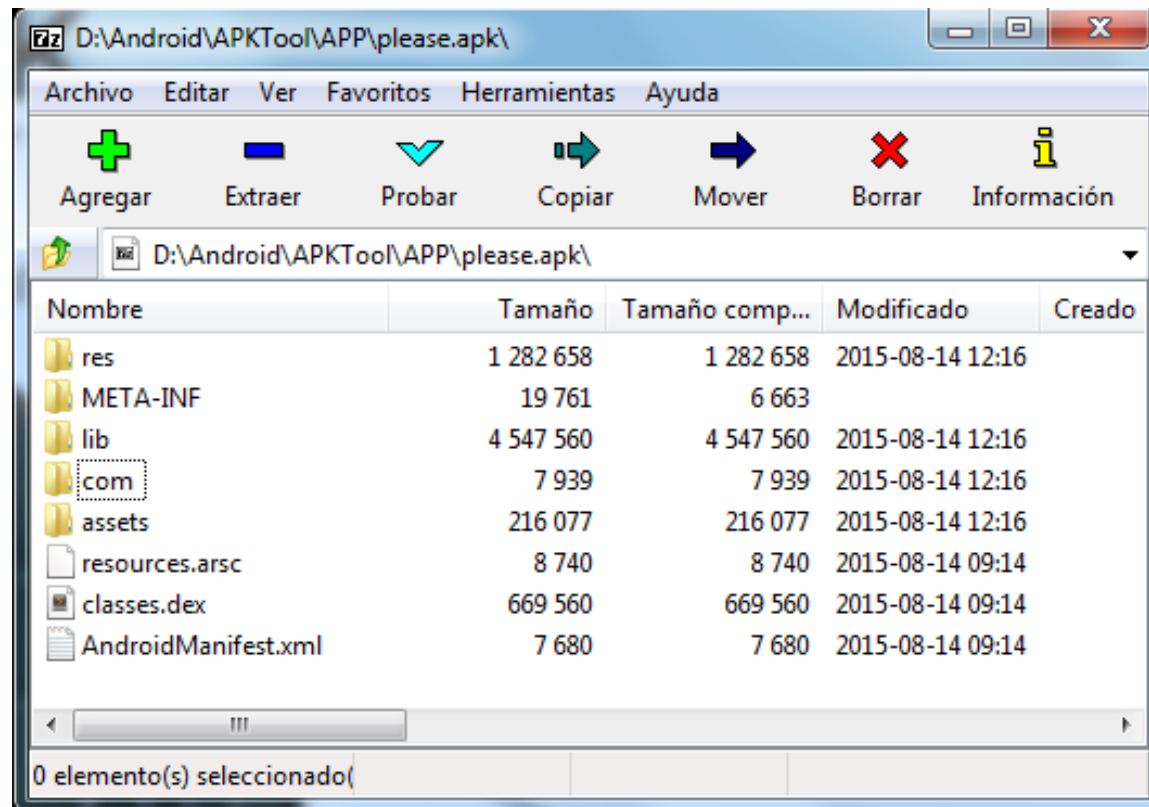 D:\Android\APKTool\APP\please.apk\
Archivo Editar Ver Favoritos Herramientas Ayuda
Agregar Extraer Probar Copiar Mover Borrar Información
D:\Android\APKTool\APP\please.apk\
Nombre Tamaño Tamaño comp... Modificado Creado
res 1 282 658 1 282 658 2015-08-14 12:16
META-INF 19 761 6 663
lib 4 547 560 4 547 560 2015-08-14 12:16
com 7 939 7 939 2015-08-14 12:16
assets 216 077 216 077 2015-08-14 12:16
resources.arsc 8 740 8 740 2015-08-14 09:14
classes.dex 669 560 669 560 2015-08-14 09:14
AndroidManifest.xml 7 680 7 680 2015-08-14 09:14
0 elemento(s) seleccionado(